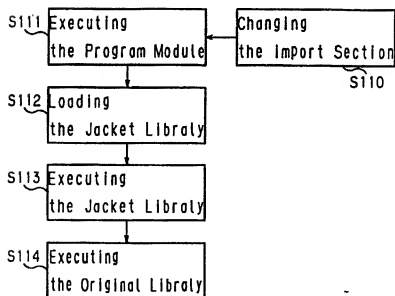 S111 Executing
the Program Module
Changing
the Import Section
S110
S112 Loading
the Jacket Libraly
S113 Executing
the Jacket Libraly
S114 Executing
the Original Libraly